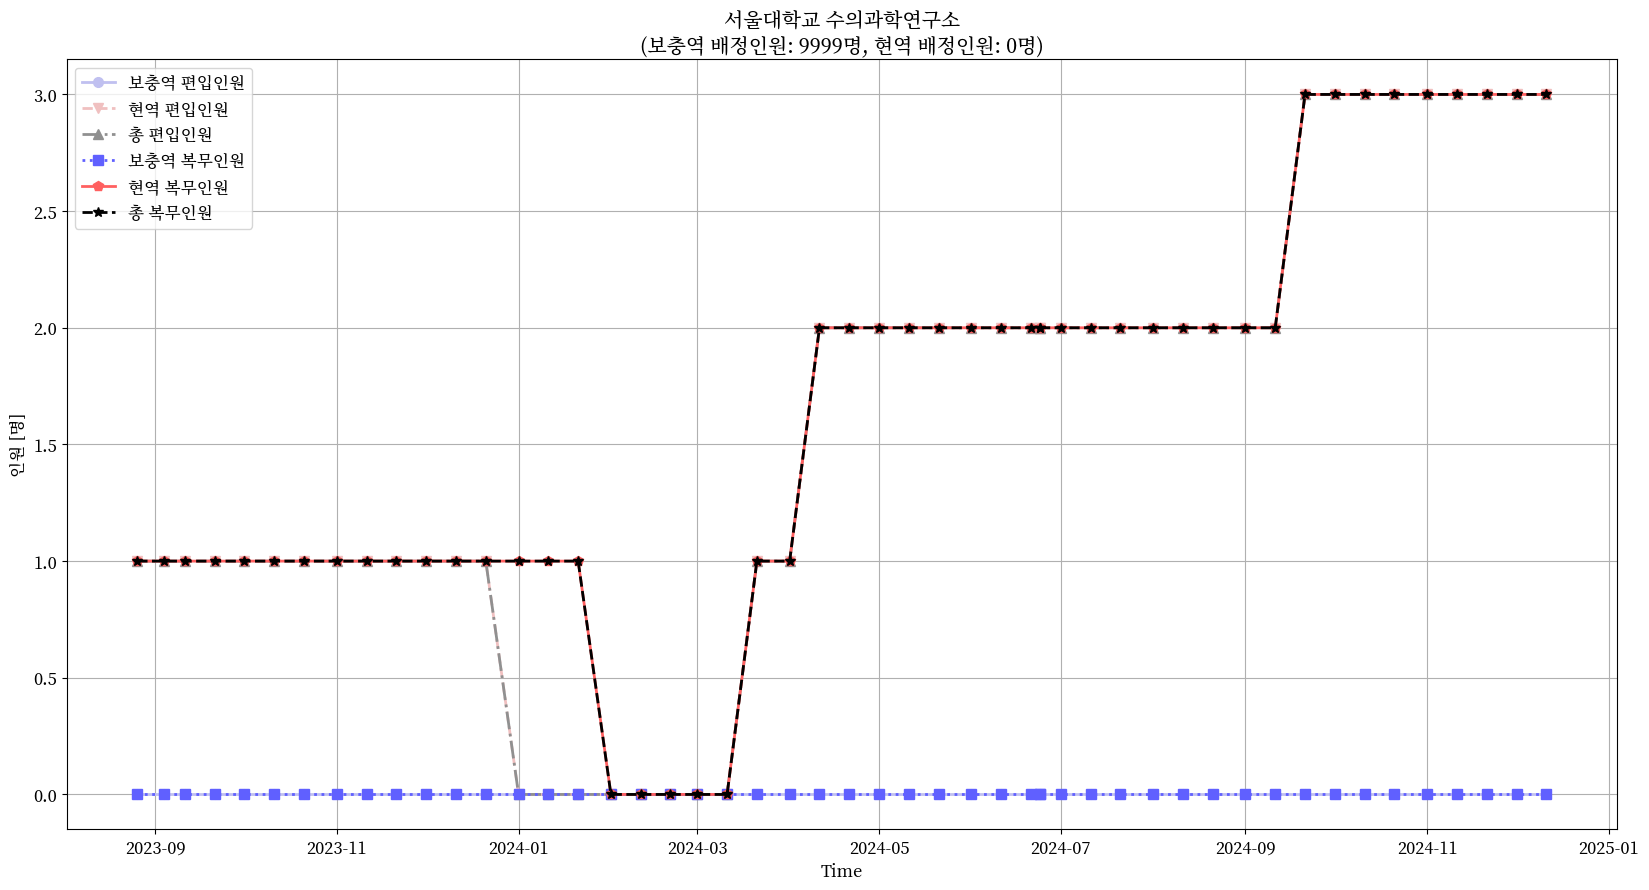 서울대학교 수의과학연구소
(보충역 배정인원: 9999명, 현역 배정인원: 0명)
보충역 편입인원
현역 편입인원
총 편입인원
보충역 복무인원
현역 복무인원
총 복무인원
3.0
2.5
2.0
1.5
1.0
0.5
0.0
인원 [명]
2023-09
2023-11
2024-01
2024-03
2024-05
2024-07
2024-09
2024-11
2025-01
Time